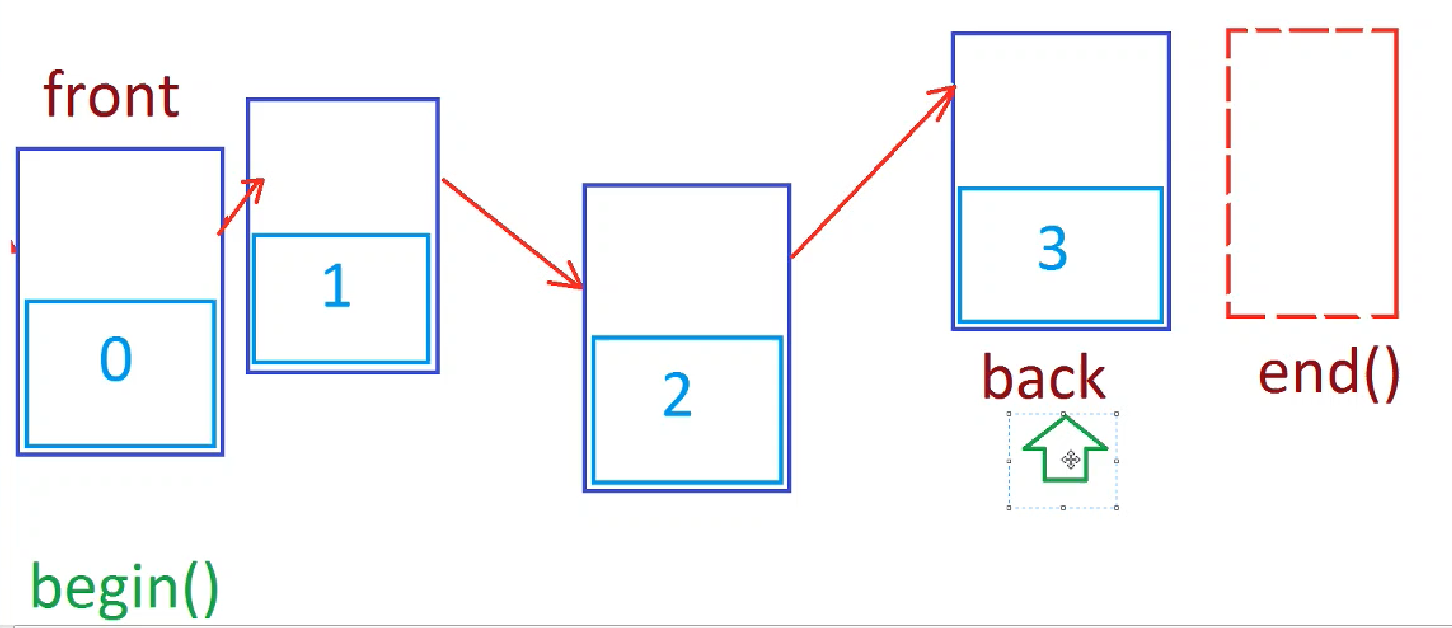 front
0
1
2
3
back
end()
begin()